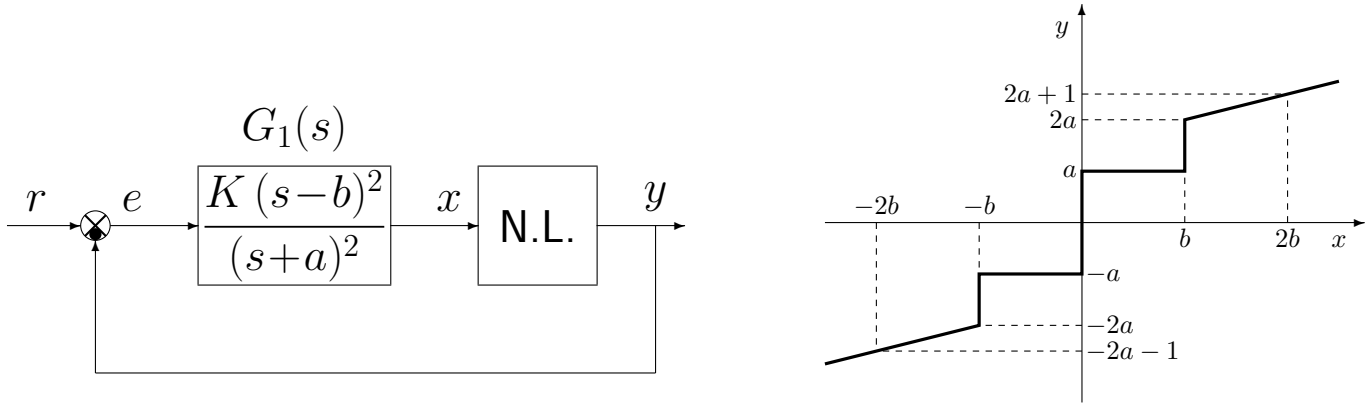 G₁(s)
r
e
K (s−b)²
(s+a)²
x
N.L.
y
y
2a + 1
2a
a
−2b
−b
b
2b
x
−a
−2a
−2a − 1